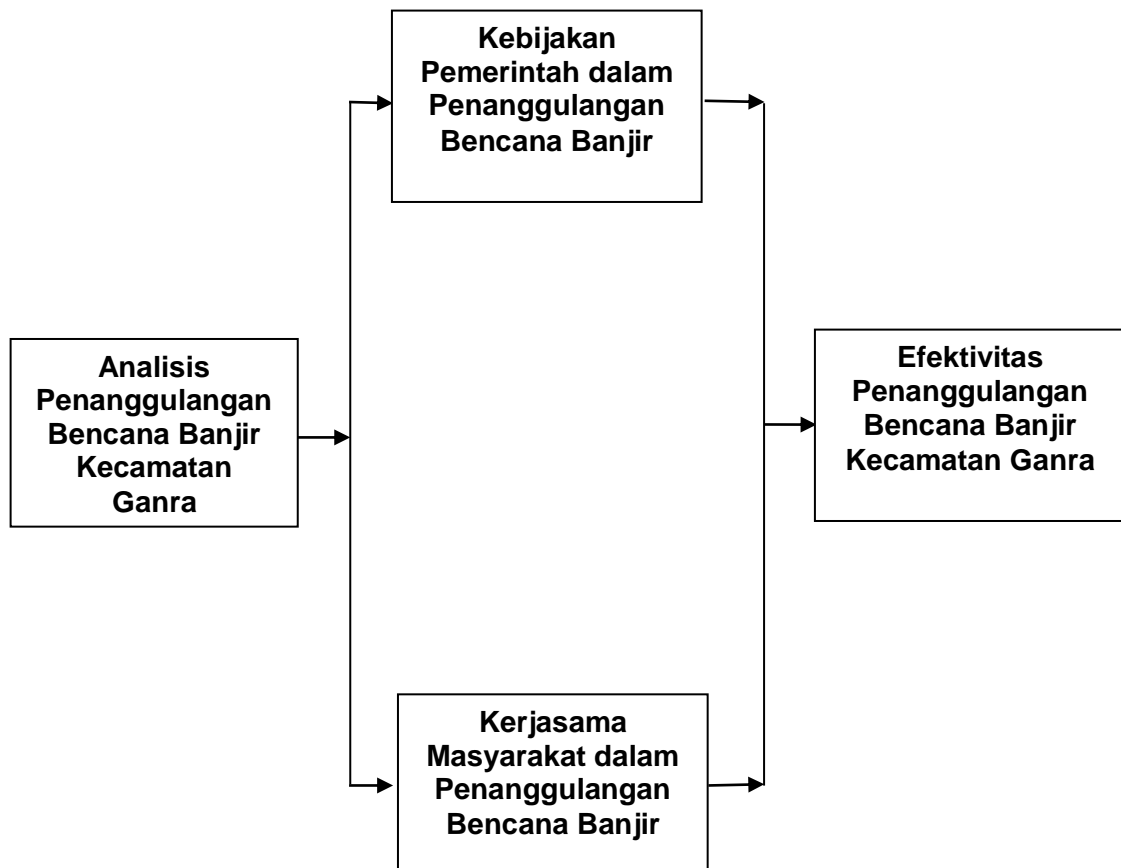 Kebijakan
Pemerintah dalam
Penanggulangan
Bencana Banjir
Analisis
Penanggulangan
Bencana Banjir
Kecamatan
Ganra
Efektivitas
Penanggulangan
Bencana Banjir
Kecamatan Ganra
Kerjasama
Masyarakat dalam
Penanggulangan
Bencana Banjir